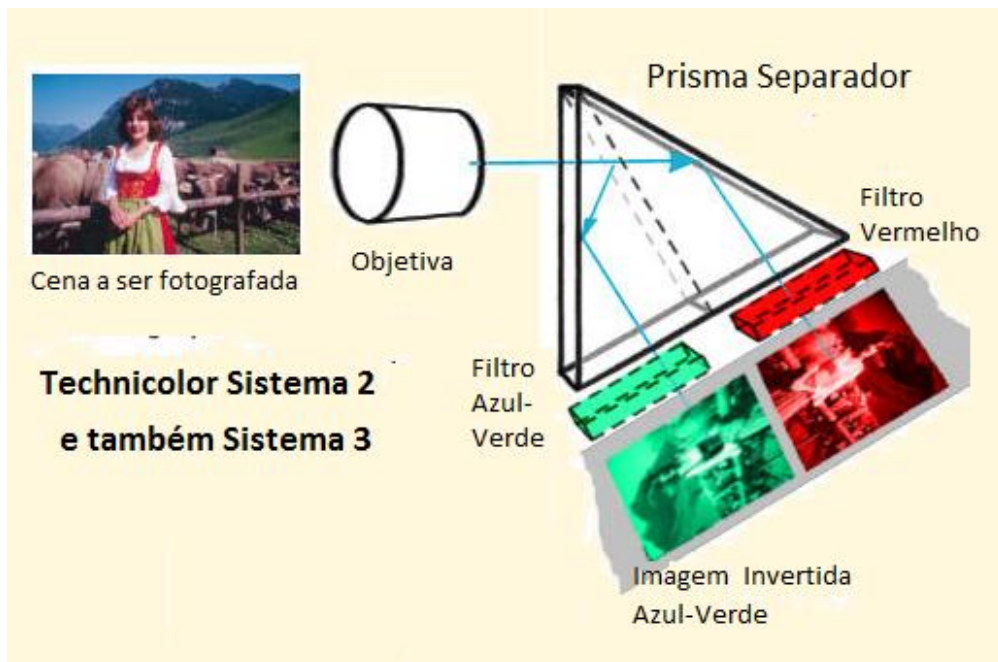 Prisma Separador
Cena a ser fotografada
Objetiva
Filtro
Vermelho
Technicolor Sistema 2
e também Sistema 3
Filtro
Azul-
Verde
Imagem Invertida
Azul-Verde